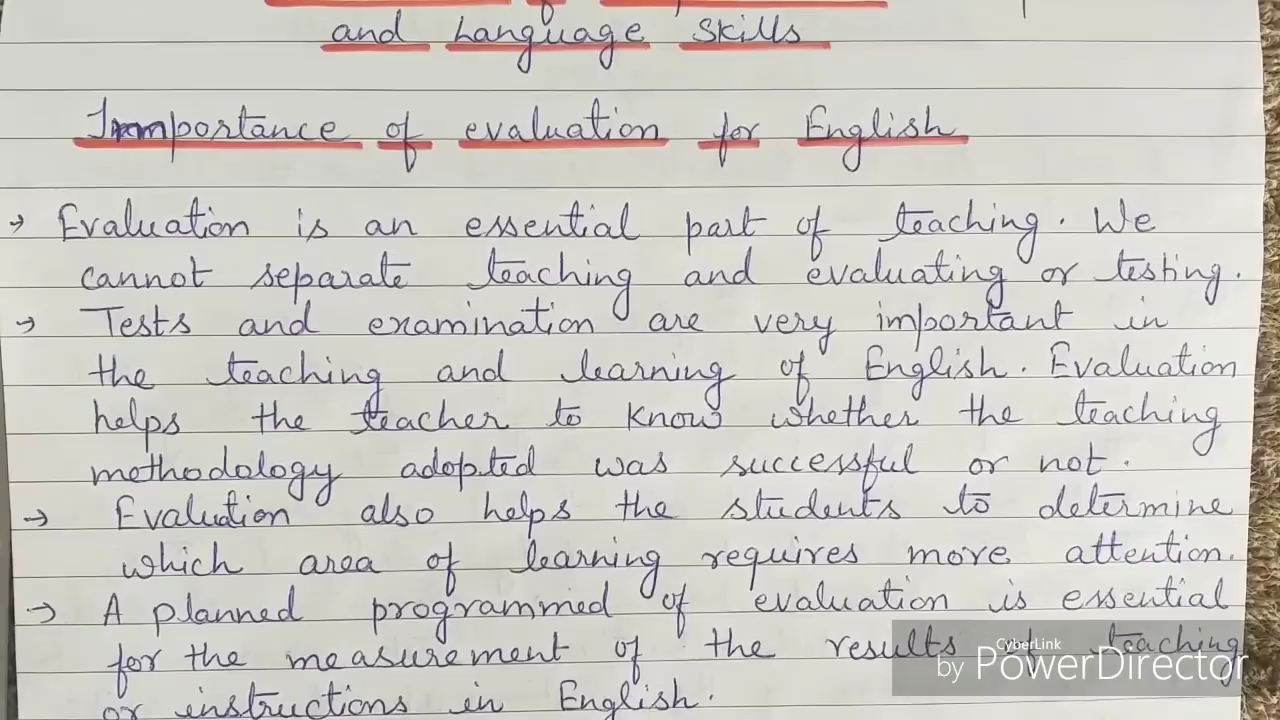 and Language skills
Importance of evaluation for English
→ Evaluation is an essential part of teaching. We
cannot separate teaching and evaluating or testing.
→ Tests and examination are very important in
the teaching and learning of English. Evaluation
helps the teacher to know whether the teaching
methodology adopted was successful or not.
→ Evaluation also helps the students to determine
which area of learning requires more attention.
→ A planned programmed of evaluation is essential
for the measurement of the results of teaching
or instructions in English.
CyberLink
by PowerDirector